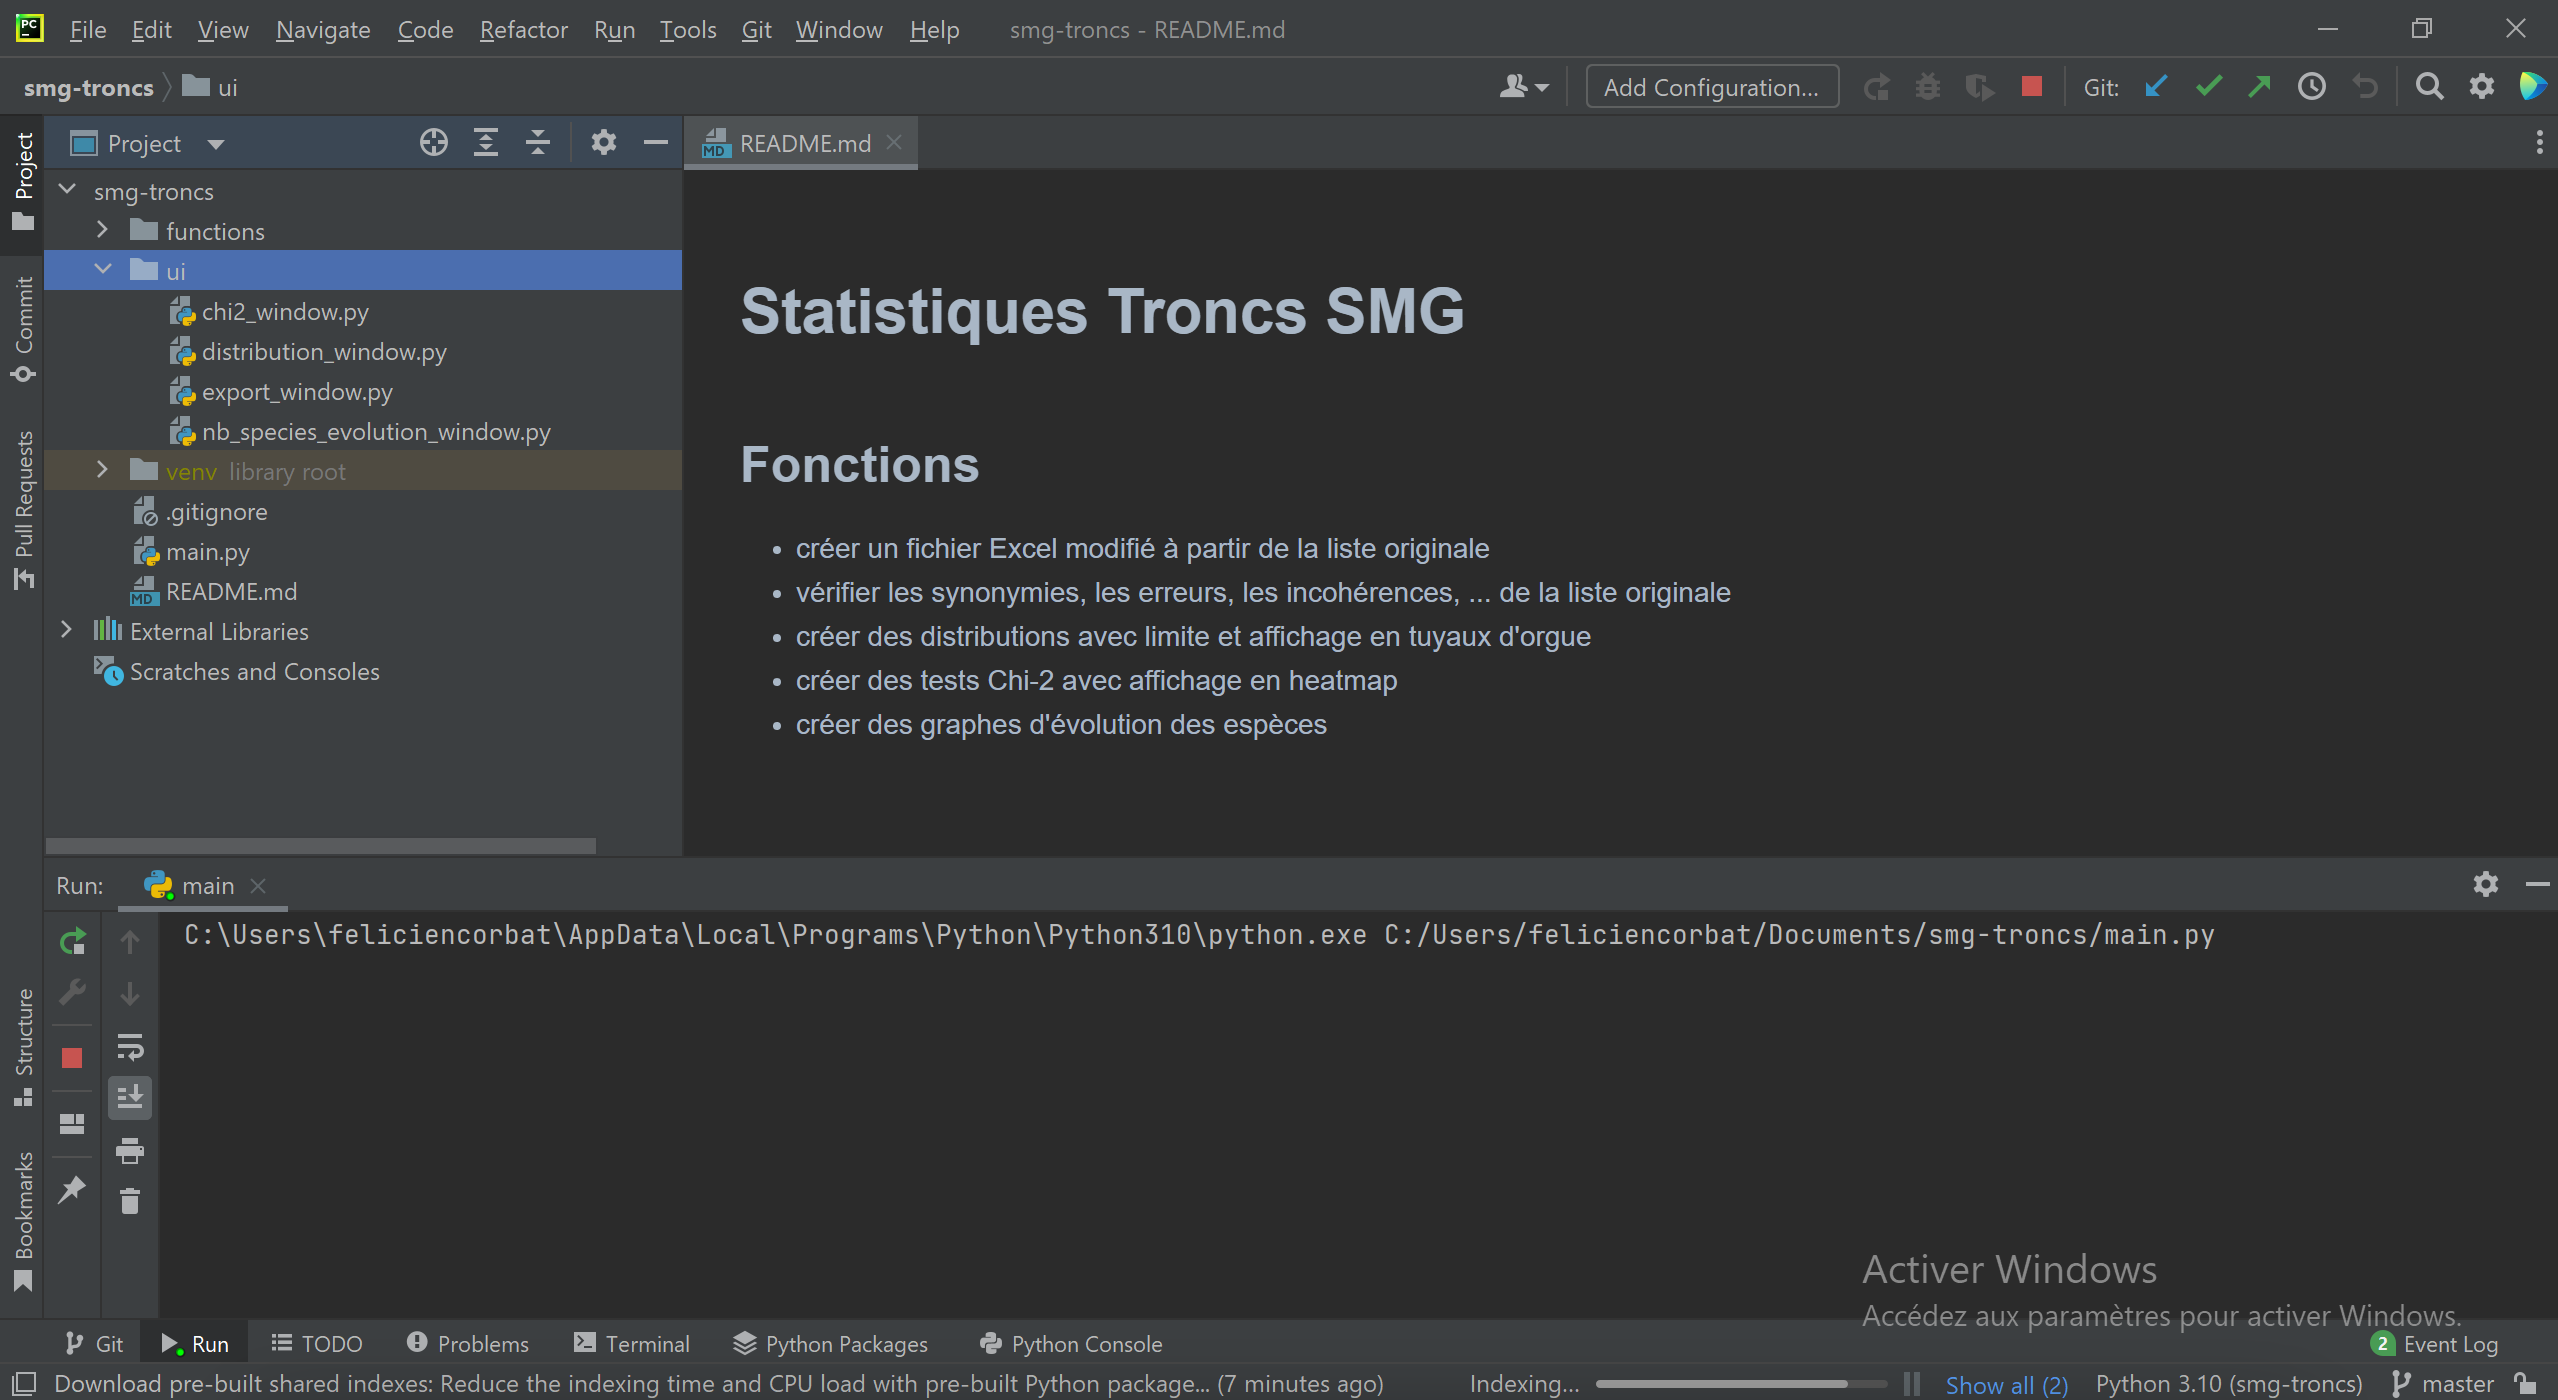 PC
File Edit View Navigate Code Refactor Run Tools Git Window Help smg-troncs - README.md
smg-troncs ui Add Configuration... Git:
Project
README.md
Project
Commit
Pull Requests
smg-troncs
functions
ui
chi2_window.py
distribution_window.py
export_window.py
nb_species_evolution_window.py
venv library root
.gitignore
main.py
MD README.md
External Libraries
Scratches and Consoles
Statistiques Troncs SMG
Fonctions
• créer un fichier Excel modifié à partir de la liste originale
• vérifier les synonymies, les erreurs, les incohérences, ... de la liste originale
• créer des distributions avec limite et affichage en tuyaux d'orgue
• créer des tests Chi-2 avec affichage en heatmap
• créer des graphes d'évolution des espèces
Run: main
C:\Users\feliciencorbat\AppData\Local\Programs\Python\Python310\python.exe C:/Users/feliciencorbat/Documents/smg-troncs/main.py
Structure
Bookmarks
Activer Windows
Accédez aux paramètres pour activer Windows.
Git Run TODO Problems Terminal Python Packages Python Console 2 Event Log
Download pre-built shared indexes: Reduce the indexing time and CPU load with pre-built Python package... (7 minutes ago) Indexing... Show all (2) Python 3.10 (smg-troncs) master